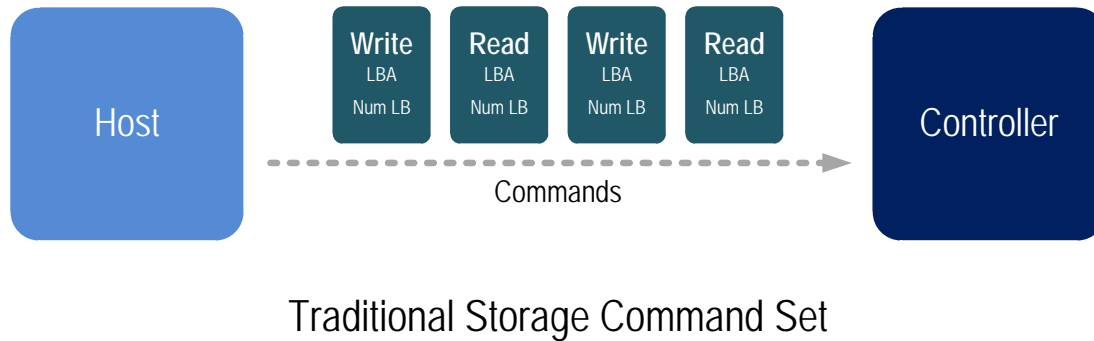 Host
Write
LBA
Num LB
Read
LBA
Num LB
Write
LBA
Num LB
Read
LBA
Num LB
Controller
Commands
Traditional Storage Command Set